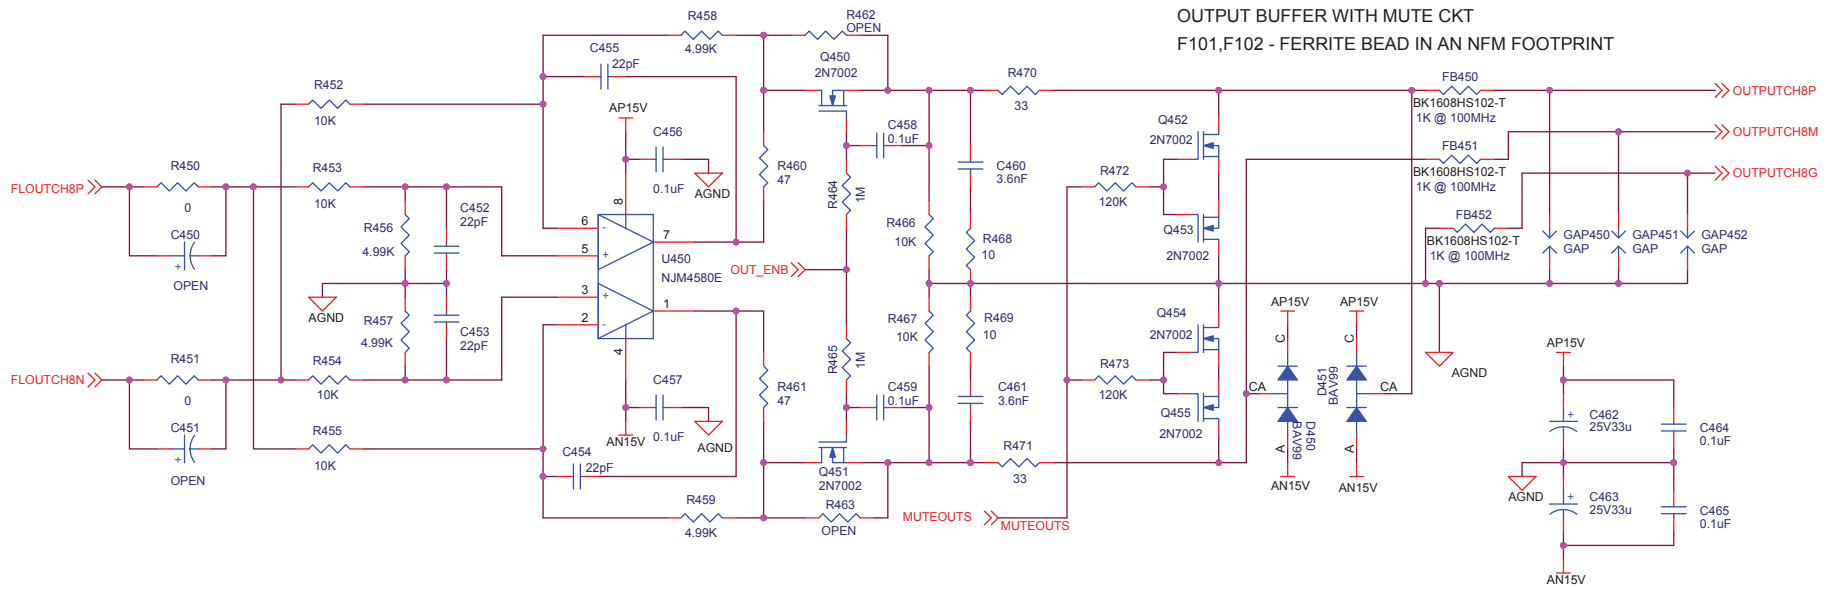 OUTPUT BUFFER WITH MUTE CKT
F101,F102 - FERRITE BEAD IN AN NFM FOOTPRINT
R458
4.99K
R462
OPEN
C455
22pF
Q450
2N7002
R452
10K
AP15V
C456
0.1uF
AGND
R470
33
FB450
BK1608HS102-T
1K @ 100MHz
OUTPUTCH8P
OUTPUTCH8M
OUTPUTCH8G
FB451
BK1608HS102-T
1K @ 100MHz
FB452
BK1608HS102-T
1K @ 100MHz
Q452
2N7002
C458
0.1uF
C460
3.6nF
R460
47
R464
1M
R472
120K
R450
0
FLOUTCH8P
C450
+
OPEN
R453
10K
R456
4.99K
C452
22pF
8
6
-
5
+
7
U450
NJM4580E
3
+
2
-
1
4
OUT_ENB
R466
10K
R468
10
Q453
2N7002
GAP450
GAP
GAP451
GAP
GAP452
GAP
AGND
R457
4.99K
C453
22pF
R467
10K
R469
10
Q454
2N7002
AP15V
AP15V
C
C
AGND
AP15V
R451
0
FLOUTCH8N
C451
+
OPEN
R454
10K
R455
10K
R465
1M
R461
47
C457
0.1uF
AGND
AN15V
C459
0.1uF
C461
3.6nF
R473
120K
Q455
2N7002
CA
D451
BAV99
CA
D450
BAV99
A
A
AN15V
AN15V
C454
22pF
Q451
2N7002
R463
OPEN
R471
33
R459
4.99K
MUTEOUTS
MUTEOUTS
+
C462
25V33u
C464
0.1uF
AGND
+
C463
25V33u
C465
0.1uF
AN15V